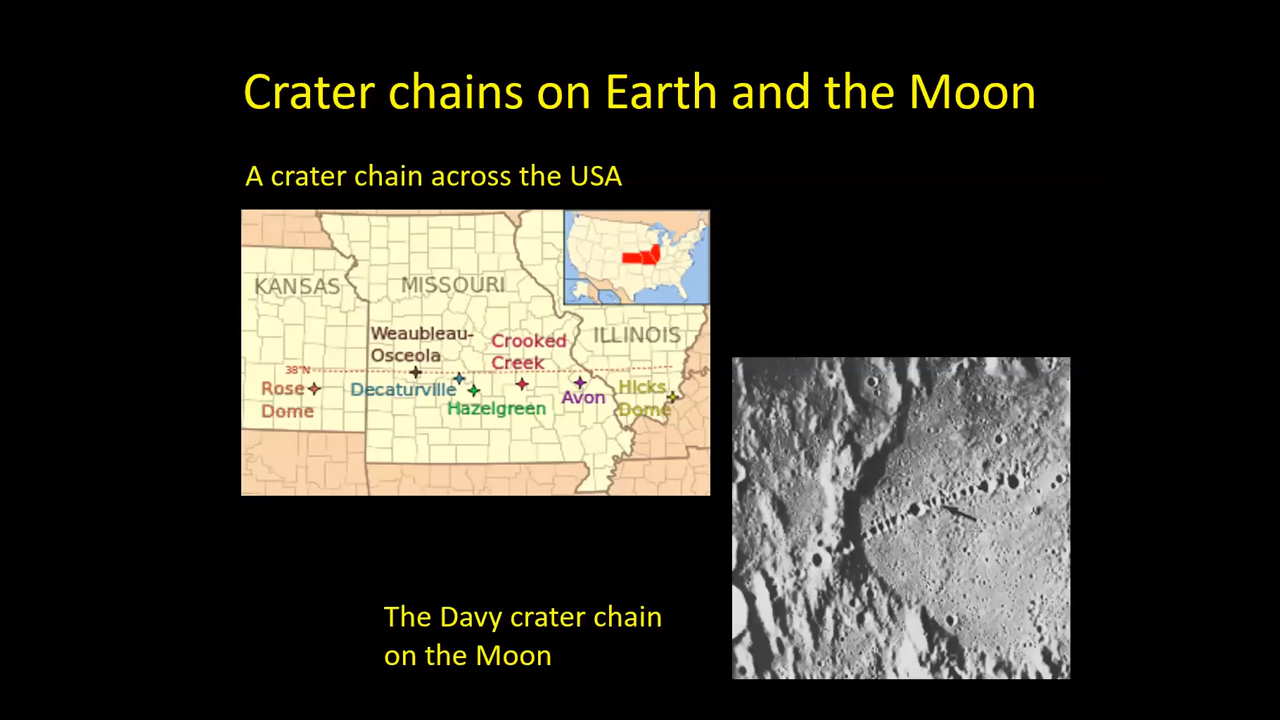 Crater chains on Earth and the Moon
A crater chain across the USA
KANSAS
MISSOURI
ILLINOIS
Weaubleau-
Osceola
Crooked
Creek
38°N
Rose
Dome
Decaturville
Hazelgreen
Avon
Hicks
Dome
The Davy crater chain
on the Moon